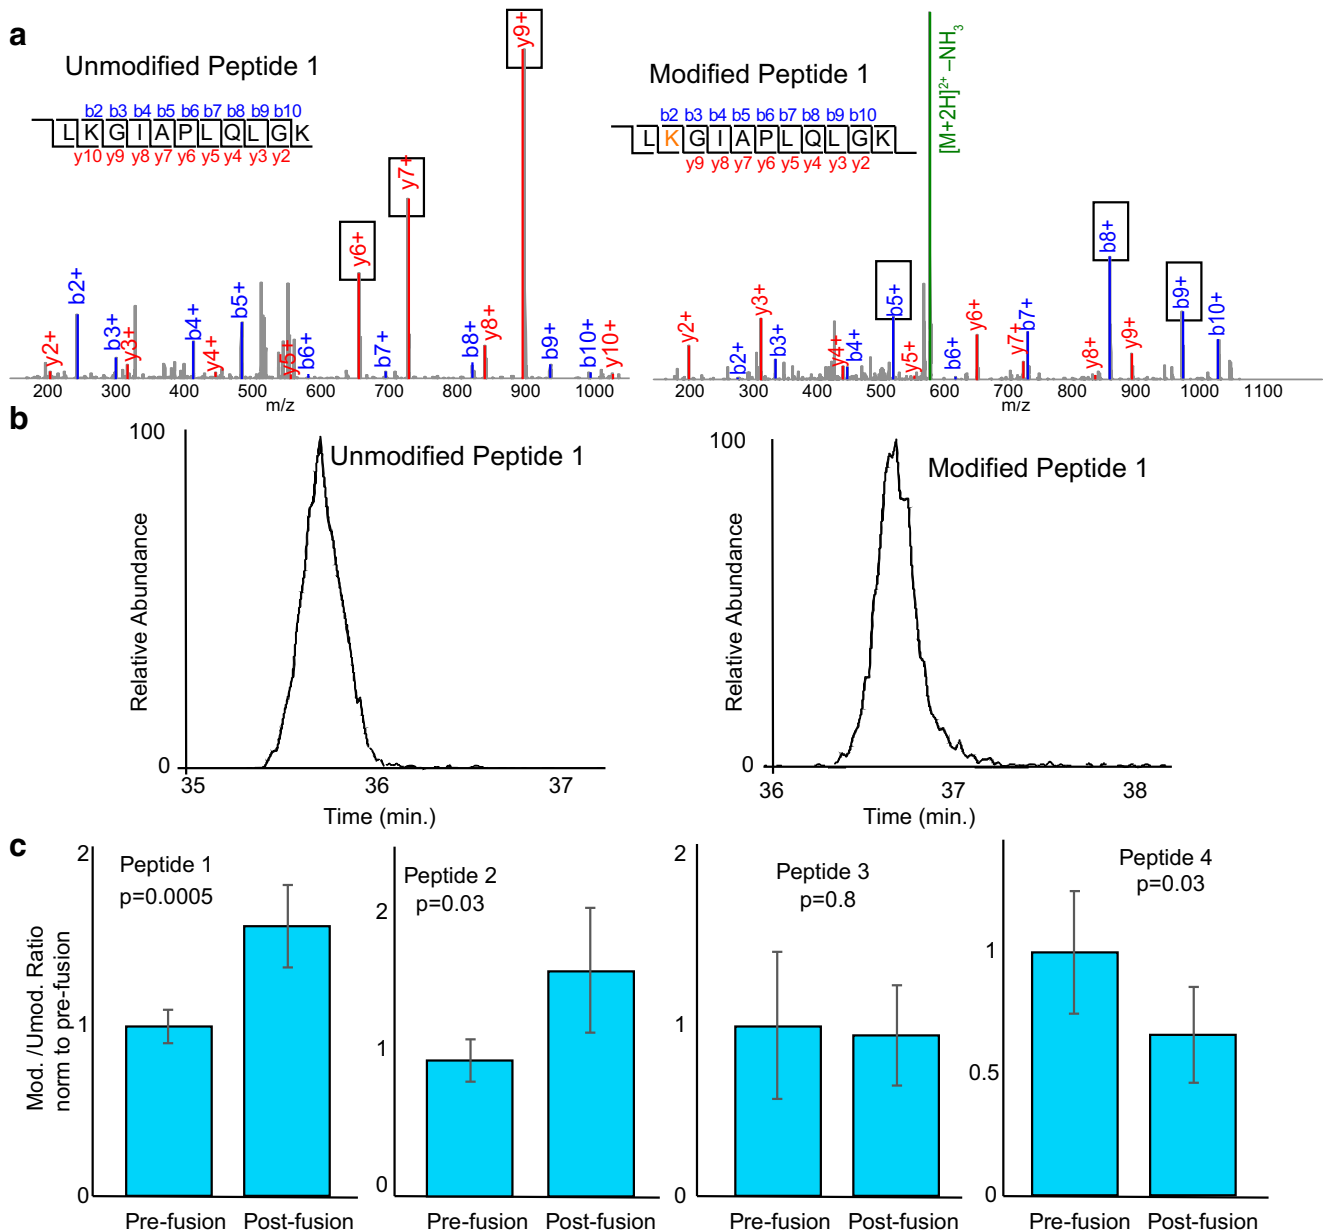 a
Unmodified Peptide 1
b2 b3 b4 b5 b6 b7 b8 b9 b10
L K G I A P L Q L G K
y10 y9 y8 y7 y6 y5 y4 y3 y2
y2+ b2+ b3+ y3+ b4+ y4+ b5+ y5+ b6+ y6+ b7+ y7+ b8+ y8+ y9+ b9+ b10+ y10+
200 300 400 500 600 700 800 900 1000
m/z
Modified Peptide 1
b2 b3 b4 b5 b6 b7 b8 b9 b10
L K G I A P L Q L G K
y9 y8 y7 y6 y5 y4 y3 y2
[M+2H]²⁺ –NH₃
y2+ b2+ y3+ b3+ y4+ b4+ b5+ y5+ b6+ y6+ y7+ b7+ y8+ b8+ y9+ b9+ b10+
200 300 400 500 600 700 800 900 1000 1100
m/z
b
100
Unmodified Peptide 1
Relative Abundance
0
35 36 37
Time (min.)
100
Modified Peptide 1
Relative Abundance
0
36 37 38
Time (min.)
c
Mod. /Umod. Ratio
norm to pre-fusion
2
Peptide 1
p=0.0005
1
0
Pre-fusion Post-fusion
Peptide 2
p=0.03
2
1
0
Pre-fusion Post-fusion
2
Peptide 3
p=0.8
1
0
Pre-fusion Post-fusion
Peptide 4
p=0.03
1
0.5
0
Pre-fusion Post-fusion